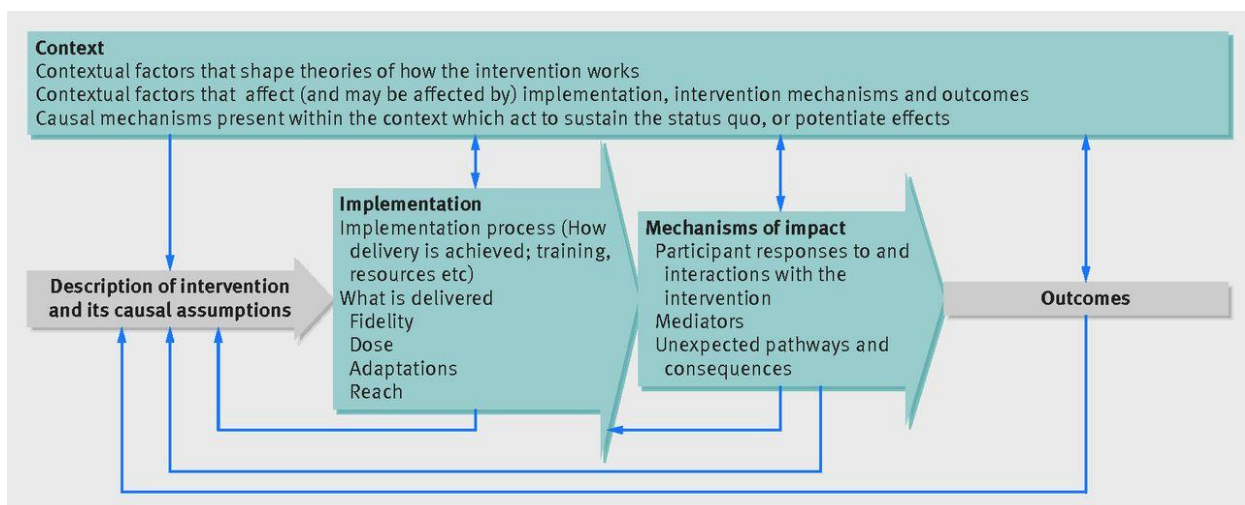 Context
Contextual factors that shape theories of how the intervention works
Contextual factors that affect (and may be affected by) implementation, intervention mechanisms and outcomes
Causal mechanisms present within the context which act to sustain the status quo, or potentiate effects
Description of intervention
and its causal assumptions
Implementation
Implementation process (How
delivery is achieved; training,
resources etc)
What is delivered
Fidelity
Dose
Adaptations
Reach
Mechanisms of impact
Participant responses to and
interactions with the
intervention
Mediators
Unexpected pathways and
consequences
Outcomes